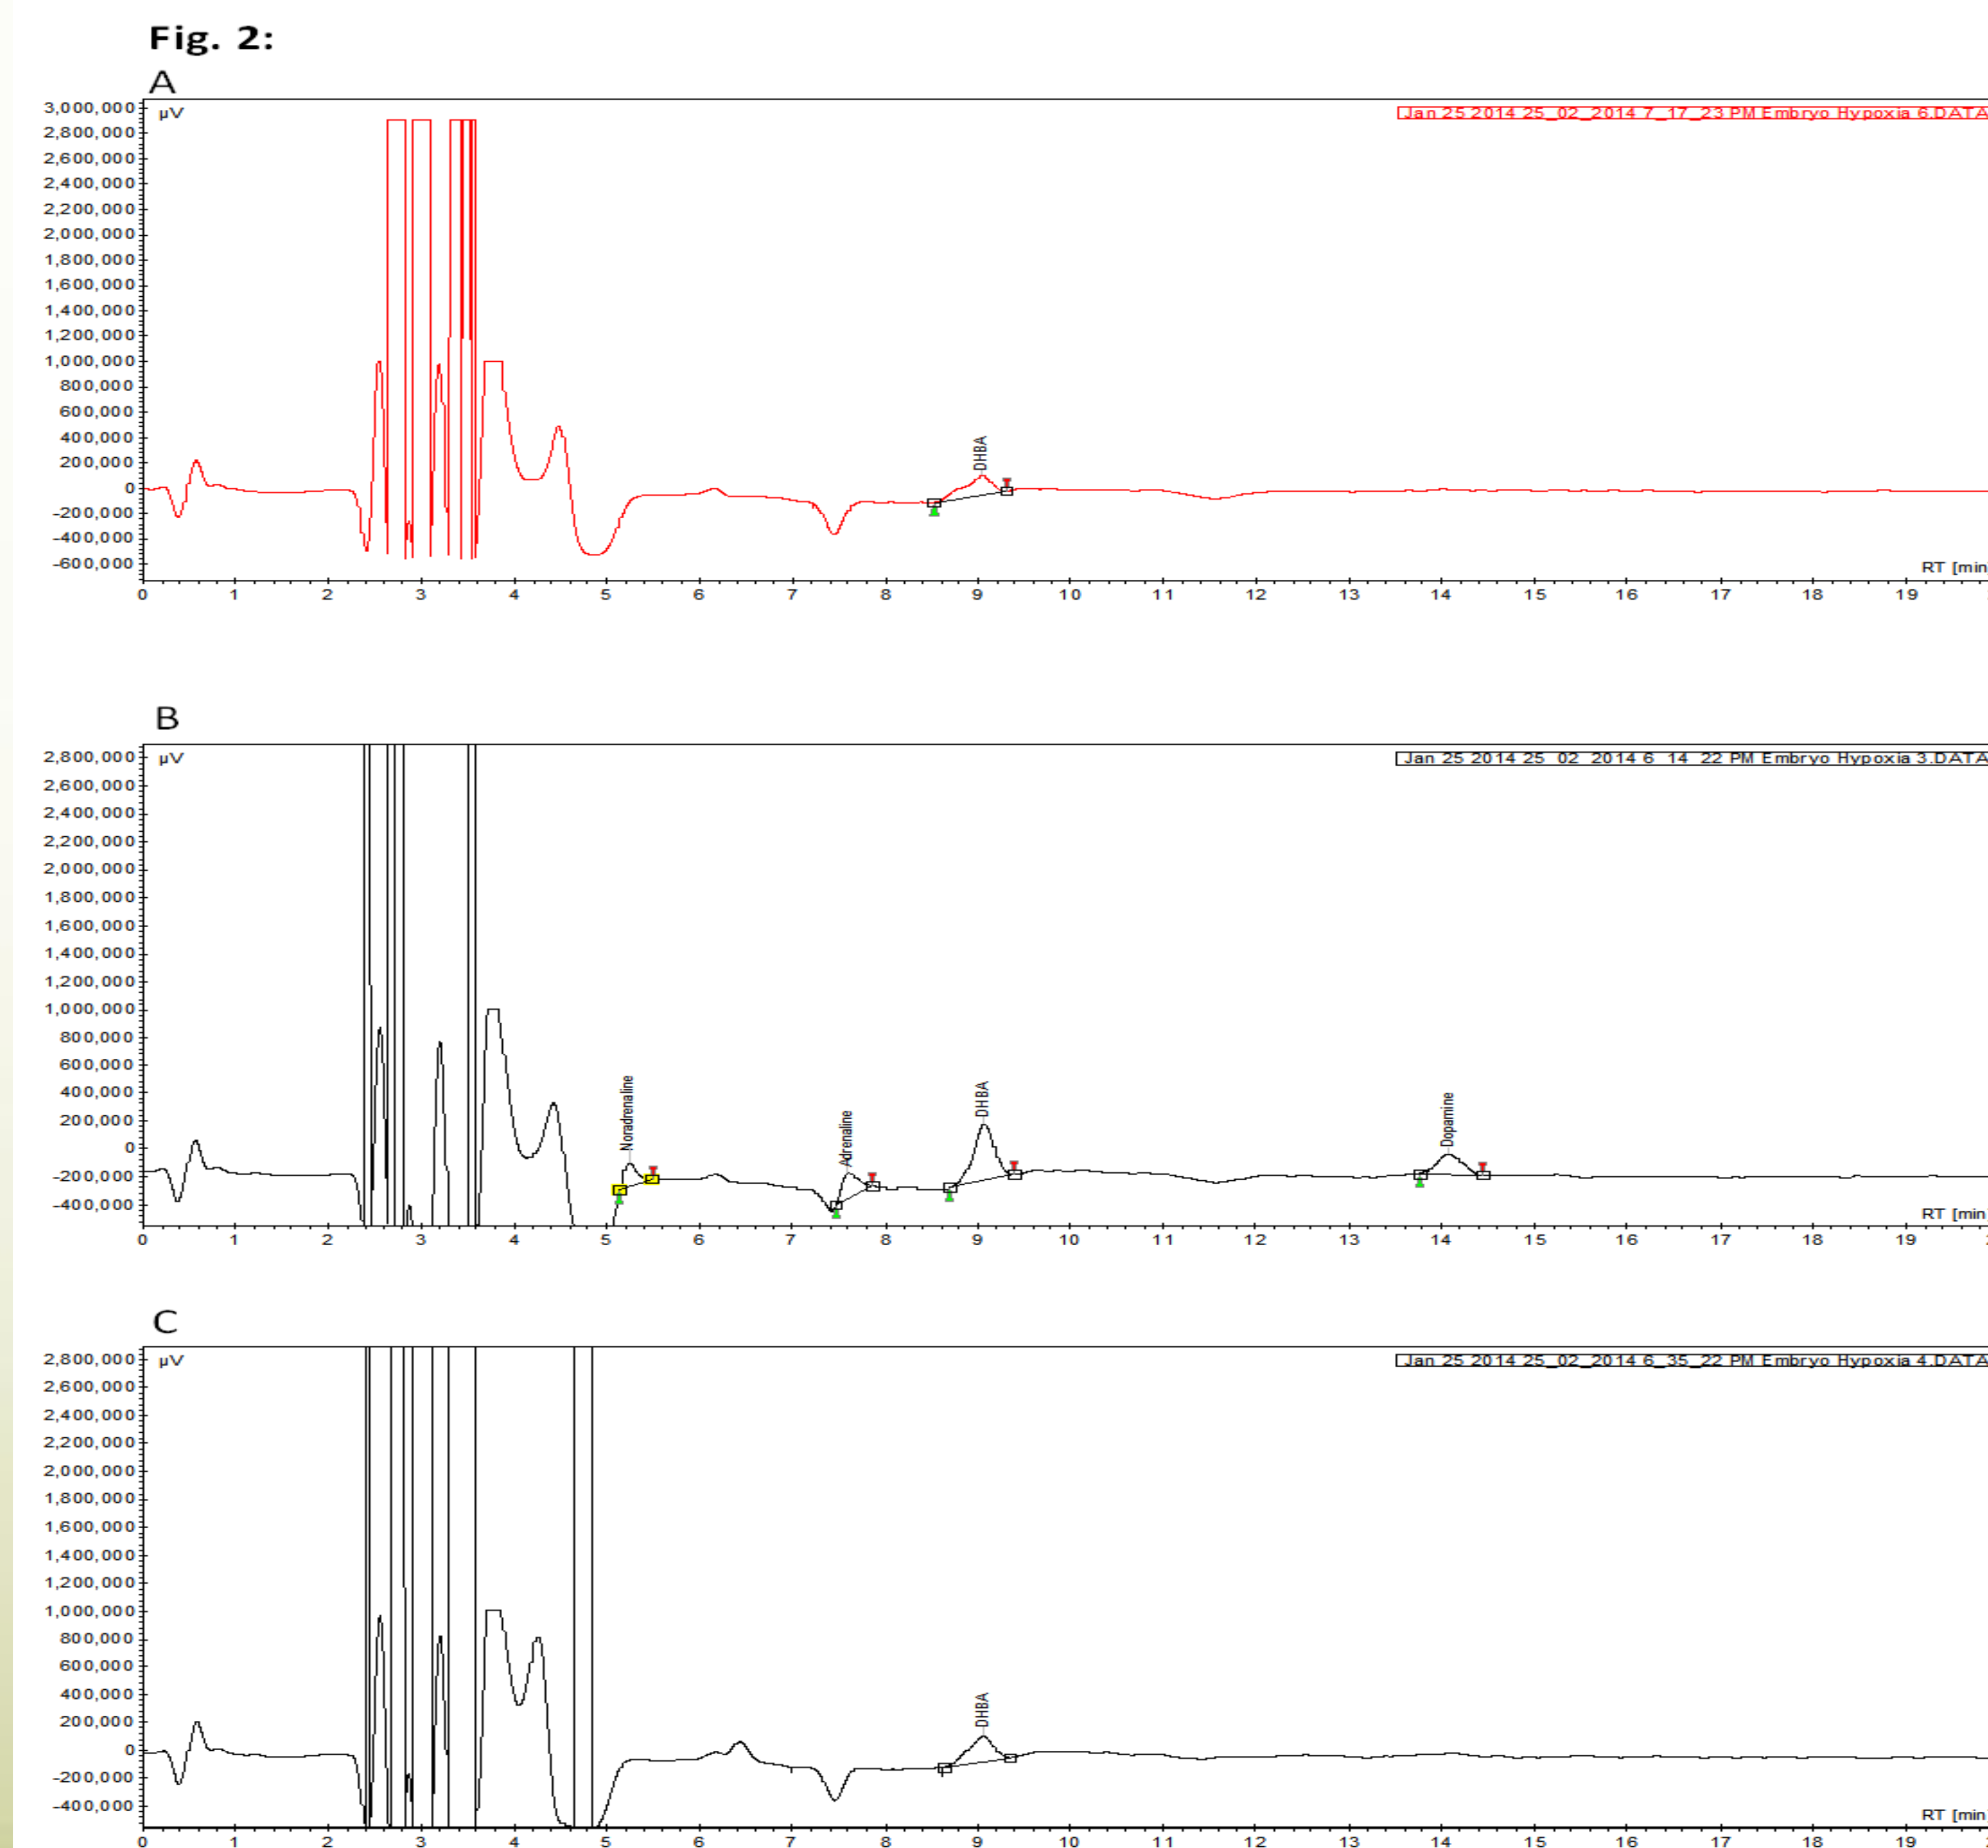 Fig. 2:
A
3,000,000
µV
Jan 25 2014 25_02_2014 7_17_23 PM Embryo Hypoxia 6.DATA
2,800,000
2,600,000
2,400,000
2,200,000
2,000,000
1,800,000
1,600,000
1,400,000
1,200,000
1,000,000
800,000
600,000
400,000
200,000
0
-200,000
-400,000
-600,000
DHBA
RT [min
0 1 2 3 4 5 6 7 8 9 10 11 12 13 14 15 16 17 18 19
B
2,800,000
µV
Jan 25 2014 25_02_2014 6_14_22 PM Embryo Hypoxia 3.DATA
2,600,000
2,400,000
2,200,000
2,000,000
1,800,000
1,600,000
1,400,000
1,200,000
1,000,000
800,000
600,000
400,000
200,000
0
-200,000
-400,000
Noradrenaline
Adrenaline
DHBA
Dopamine
RT [min
0 1 2 3 4 5 6 7 8 9 10 11 12 13 14 15 16 17 18 19
C
2,800,000
µV
Jan 25 2014 25_02_2014 6_35_22 PM Embryo Hypoxia 4.DATA
2,600,000
2,400,000
2,200,000
2,000,000
1,800,000
1,600,000
1,400,000
1,200,000
1,000,000
800,000
600,000
400,000
200,000
0
-200,000
-400,000
DHBA
RT [min
0 1 2 3 4 5 6 7 8 9 10 11 12 13 14 15 16 17 18 19